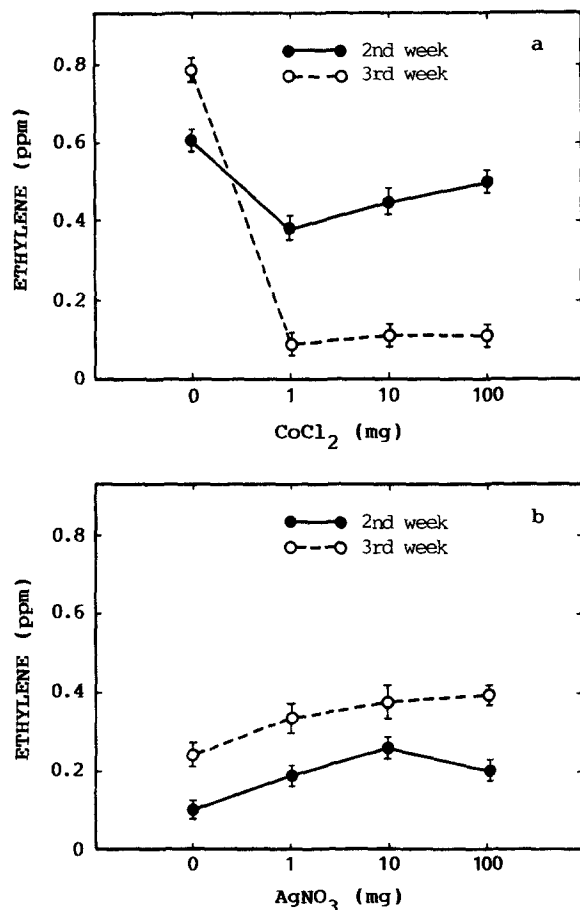 a
2nd week
3rd week
0.8
0.6
0.4
0.2
0
ETHYLENE (ppm)
0 1 10 100
CoCl2 (mg)
b
2nd week
3rd week
0.8
0.6
0.4
0.2
0
ETHYLENE (ppm)
0 1 10 100
AgNO3 (mg)